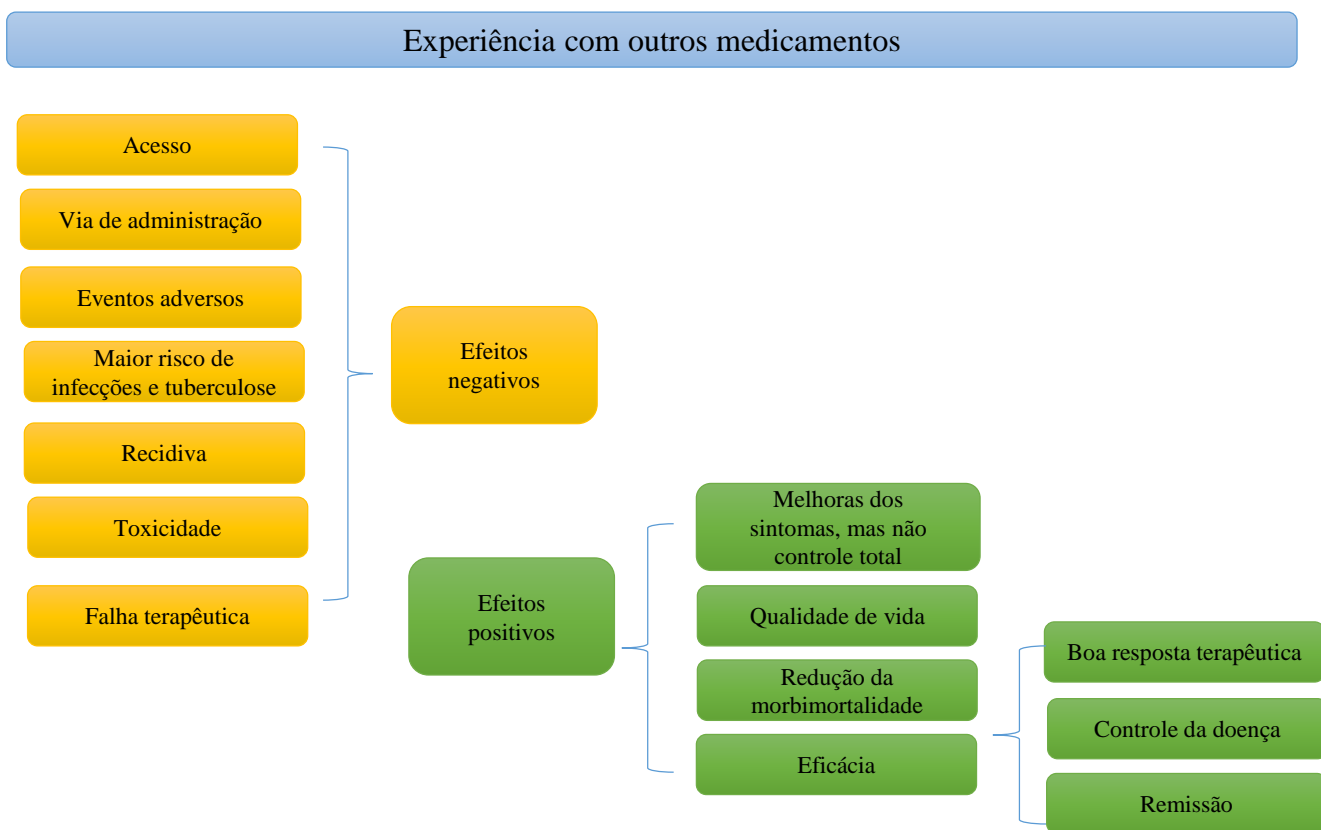 Experiência com outros medicamentos
Acesso
Via de administração
Eventos adversos
Maior risco de
infecções e tuberculose
Recidiva
Toxicidade
Falha terapêutica
Efeitos
negativos
Efeitos
positivos
Melhoras dos
sintomas, mas não
controle total
Qualidade de vida
Redução da
morbimortalidade
Eficácia
Boa resposta terapêutica
Controle da doença
Remissão